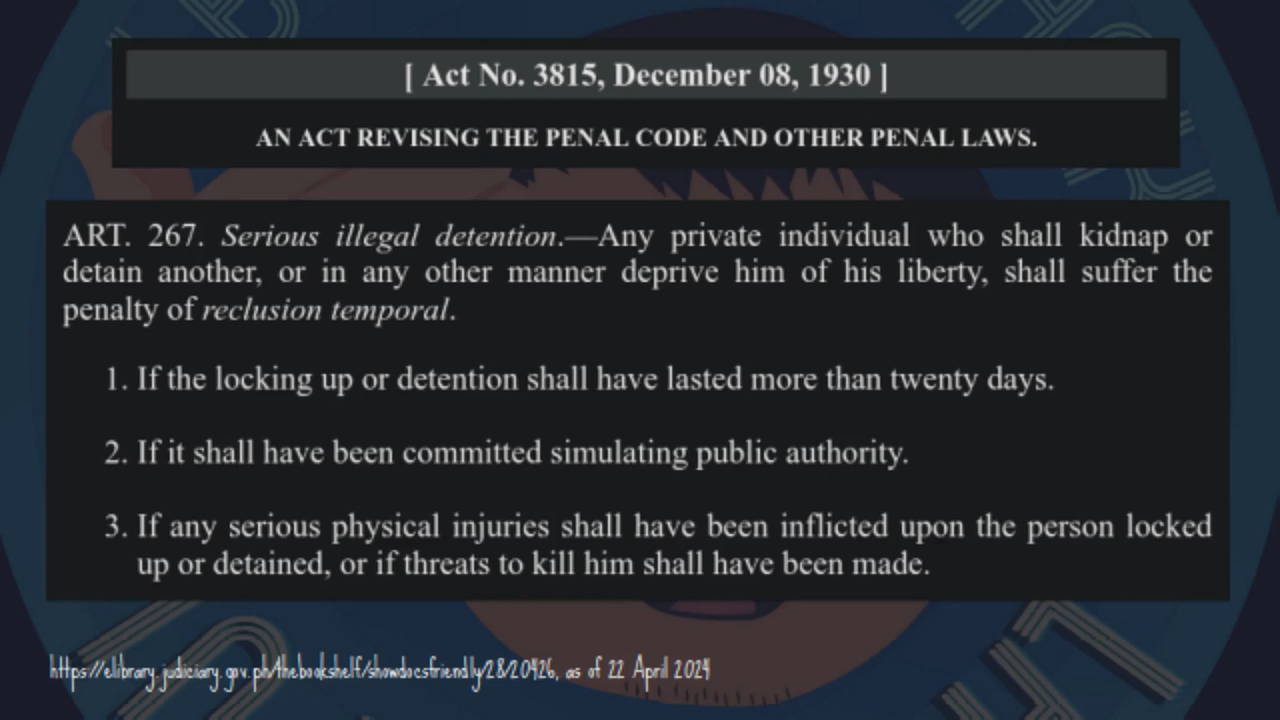 [ Act No. 3815, December 08, 1930 ]
AN ACT REVISING THE PENAL CODE AND OTHER PENAL LAWS.
ART. 267. Serious illegal detention.—Any private individual who shall kidnap or
detain another, or in any other manner deprive him of his liberty, shall suffer the
penalty of reclusion temporal.
1. If the locking up or detention shall have lasted more than twenty days.
2. If it shall have been committed simulating public authority.
3. If any serious physical injuries shall have been inflicted upon the person locked
up or detained, or if threats to kill him shall have been made.
https://elibrary.judiciary.gov.ph/thebookshelf/showdocsfriendly/28/20426, as of 22 April 2024